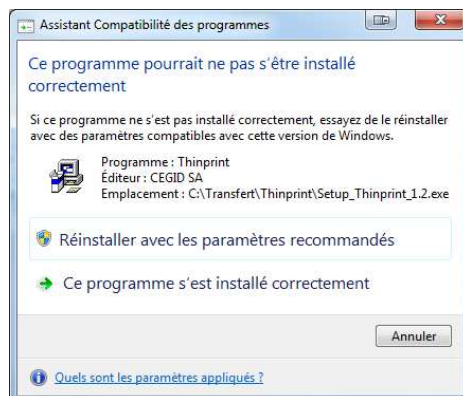 Assistant Compatibilité des programmes
Ce programme pourrait ne pas s'être installé
correctement
Si ce programme ne s'est pas installé correctement, essayez de le réinstaller
avec des paramètres compatibles avec cette version de Windows.
Programme : Thinprint
Éditeur : CEGID SA
Emplacement : C:\Transfert\Thinprint\Setup_Thinprint_1.2.exe
Réinstaller avec les paramètres recommandés
Ce programme s'est installé correctement
Annuler
Quels sont les paramètres appliqués ?